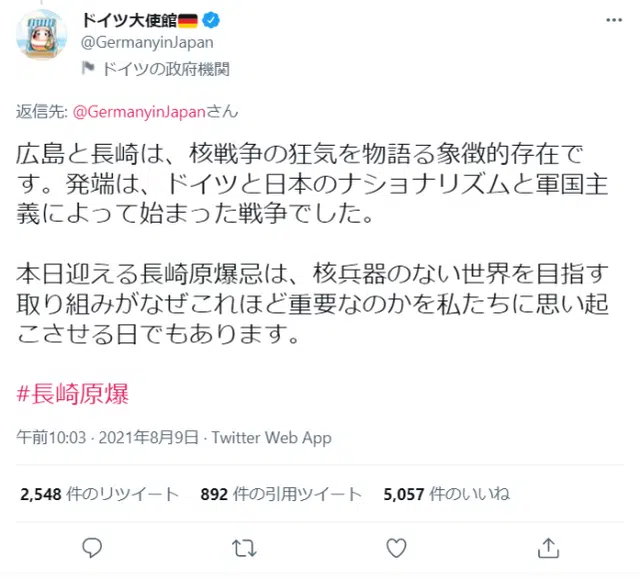 ドイツ大使館🇩🇪
@GermanyinJapan
ドイツの政府機関
返信先: @GermanyinJapanさん
広島と長崎は、核戦争の狂気を物語る象徴的存在で
す。発端は、ドイツと日本のナショナリズムと軍国主
義によって始まった戦争でした。
本日迎える長崎原爆忌は、核兵器のない世界を目指す
取り組みがなぜこれほど重要なのかを私たちに思い起
こさせる日でもあります。
#長崎原爆
午前10:03 · 2021年8月9日 · Twitter Web App
2,548 件のリツイート 892 件の引用ツイート 5,057 件のいいね